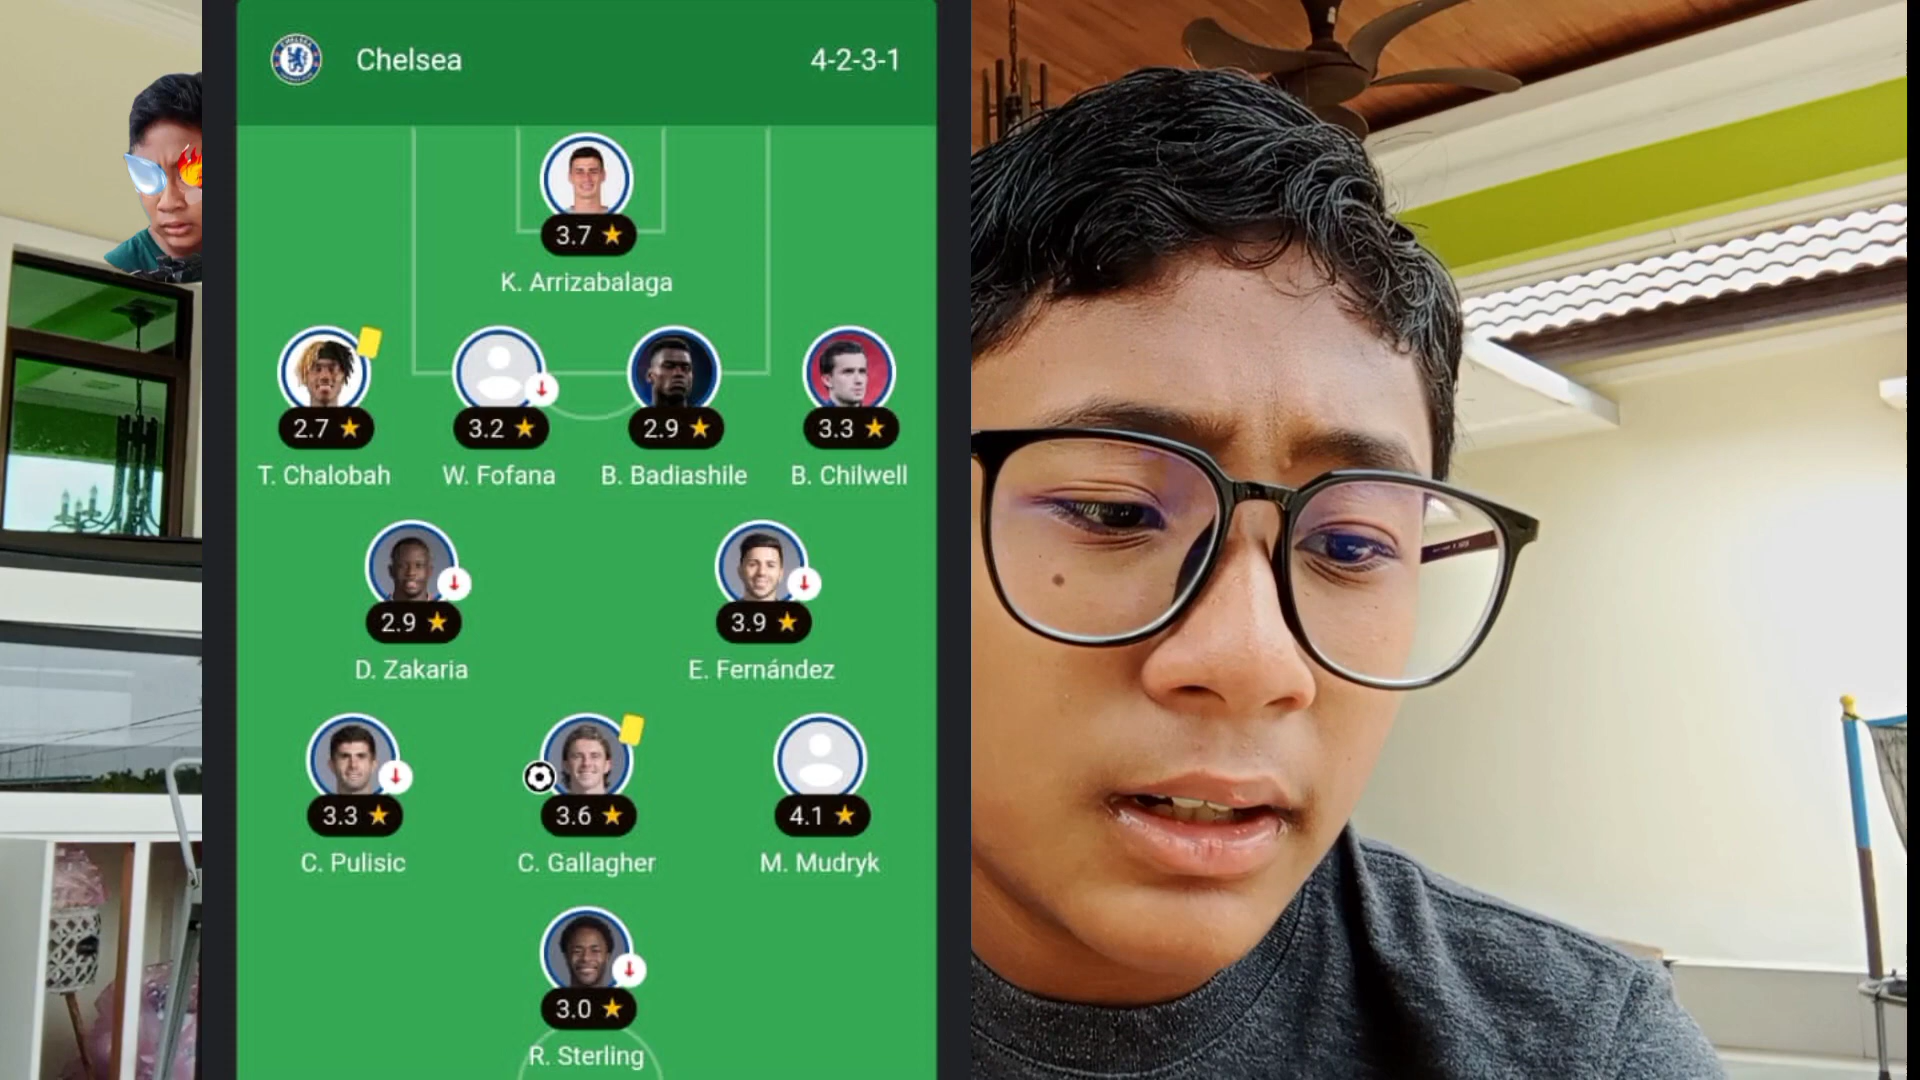 Chelsea 4-2-3-1
3.7
K. Arrizabalaga
2.7 3.2 2.9 3.3
T. Chalobah W. Fofana B. Badiashile B. Chilwell
2.9 3.9
D. Zakaria E. Fernández
3.3 3.6 4.1
C. Pulisic C. Gallagher M. Mudryk
3.0
R. Sterling